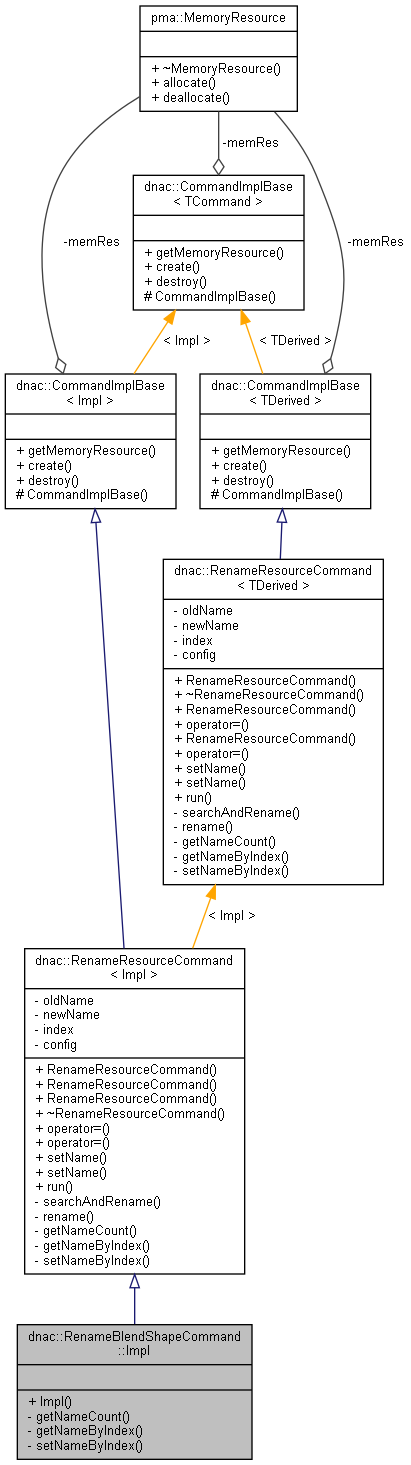 pma::MemoryResource
+ ~MemoryResource()
+ allocate()
+ deallocate()
-memRes
dnac::CommandImplBase
< TCommand >
+ getMemoryResource()
+ create()
+ destroy()
# CommandImplBase()
-memRes
-memRes
< Impl >
< TDerived >
dnac::CommandImplBase
< Impl >
+ getMemoryResource()
+ create()
+ destroy()
# CommandImplBase()
dnac::CommandImplBase
< TDerived >
+ getMemoryResource()
+ create()
+ destroy()
# CommandImplBase()
dnac::RenameResourceCommand
< TDerived >
- oldName
- newName
- index
- config
+ RenameResourceCommand()
+ ~RenameResourceCommand()
+ RenameResourceCommand()
+ operator=()
+ RenameResourceCommand()
+ operator=()
+ setName()
+ setName()
+ run()
- searchAndRename()
- rename()
- getNameCount()
- getNameByIndex()
- setNameByIndex()
< Impl >
dnac::RenameResourceCommand
< Impl >
- oldName
- newName
- index
- config
+ RenameResourceCommand()
+ RenameResourceCommand()
+ RenameResourceCommand()
+ ~RenameResourceCommand()
+ operator=()
+ operator=()
+ setName()
+ setName()
+ run()
- searchAndRename()
- rename()
- getNameCount()
- getNameByIndex()
- setNameByIndex()
dnac::RenameBlendShapeCommand
::Impl
+ Impl()
- getNameCount()
- getNameByIndex()
- setNameByIndex()